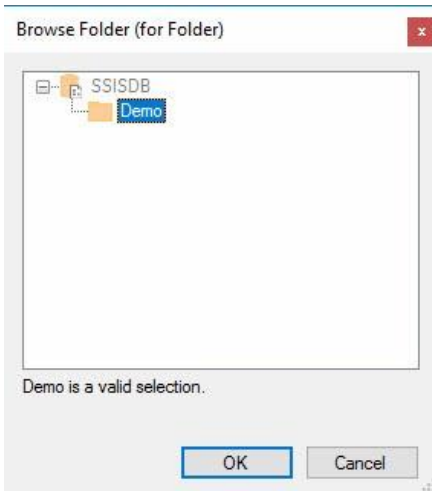 Browse Folder (for Folder)
x
SSISDB
Demo
Demo is a valid selection.
OK
Cancel